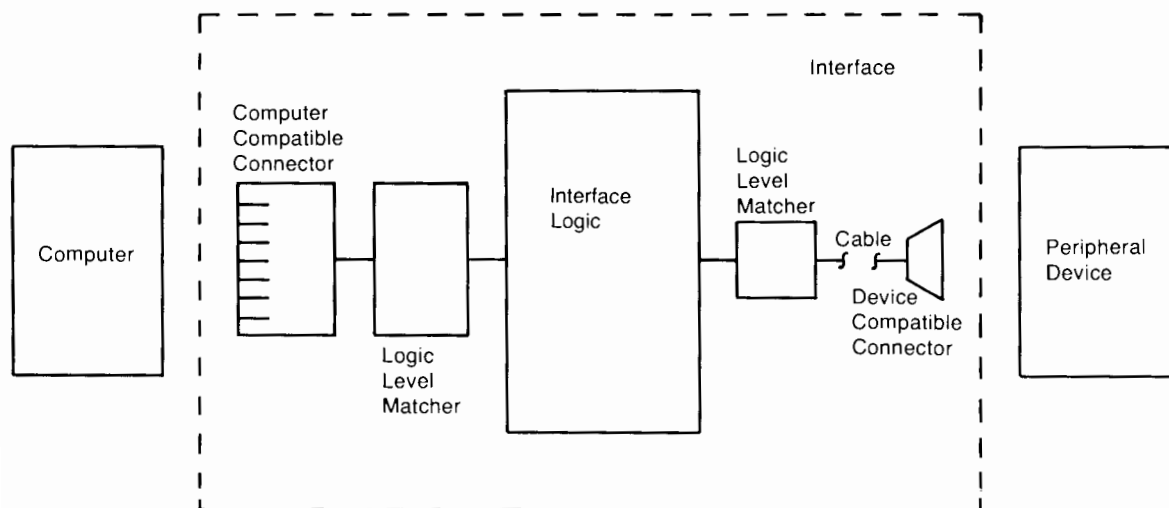 Interface
Computer
Compatible
Connector
Computer
Logic
Level
Matcher
Interface
Logic
Logic
Level
Matcher
Cable
Device
Compatible
Connector
Peripheral
Device